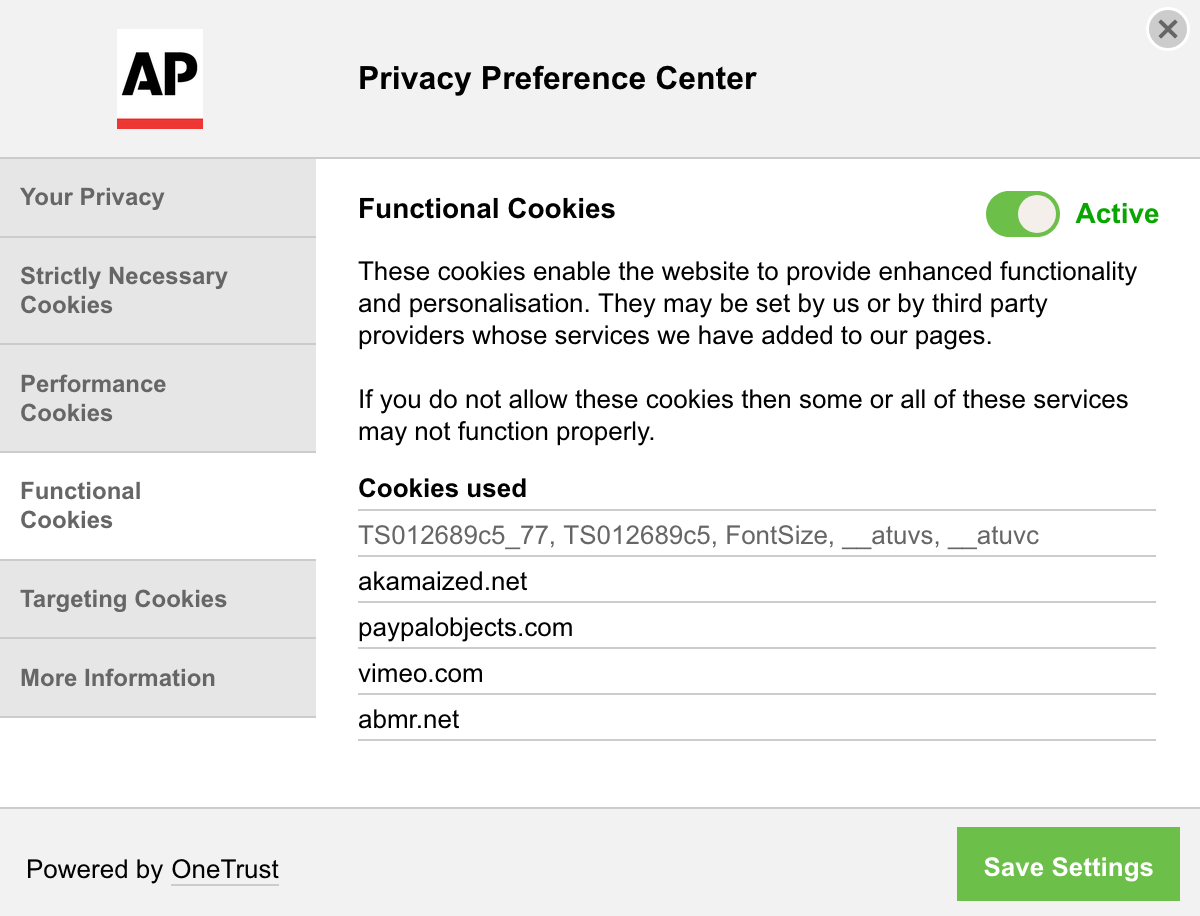 AP
Privacy Preference Center
Your Privacy
Strictly Necessary
Cookies
Performance
Cookies
Functional
Cookies
Targeting Cookies
More Information
Functional Cookies
Active
These cookies enable the website to provide enhanced functionality
and personalisation. They may be set by us or by third party
providers whose services we have added to our pages.
If you do not allow these cookies then some or all of these services
may not function properly.
Cookies used
TS012689c5_77, TS012689c5, FontSize, __atuvs, __atuvc
akamaized.net
paypalobjects.com
vimeo.com
abmr.net
Powered by OneTrust
Save Settings